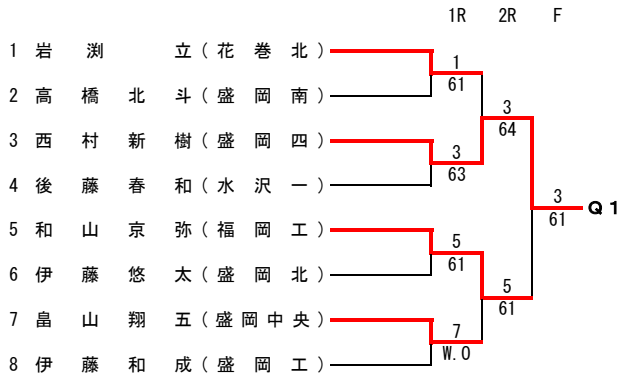 1R 2R F
1 岩渕 立(花巻北)
1
61
2 高橋北斗(盛岡南)
3
64
3 西村新樹(盛岡四)
3
63
4 後藤春和(水沢一)
3
61
Q1
5 和山京弥(福岡工)
5
61
6 伊藤悠太(盛岡北)
5
61
7 畠山翔五(盛岡中央)
7
W.O
8 伊藤和成(盛岡工)